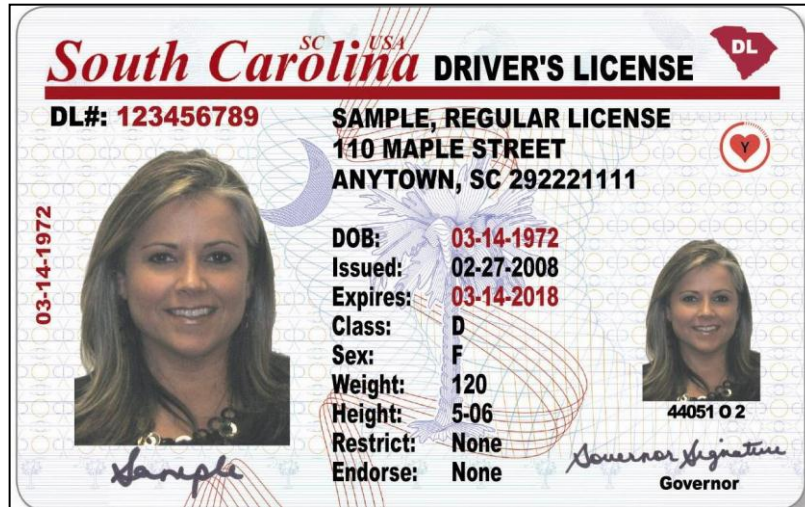 SC USA
South Carolina DRIVER'S LICENSE
DL
DL#: 123456789
SAMPLE, REGULAR LICENSE
110 MAPLE STREET
ANYTOWN, SC 292221111
Y
03-14-1972
DOB: 03-14-1972
Issued: 02-27-2008
Expires: 03-14-2018
Class: D
Sex: F
Weight: 120
Height: 5-06
Restrict: None
Endorse: None
44051 O 2
Sample
Governor Signature
Governor